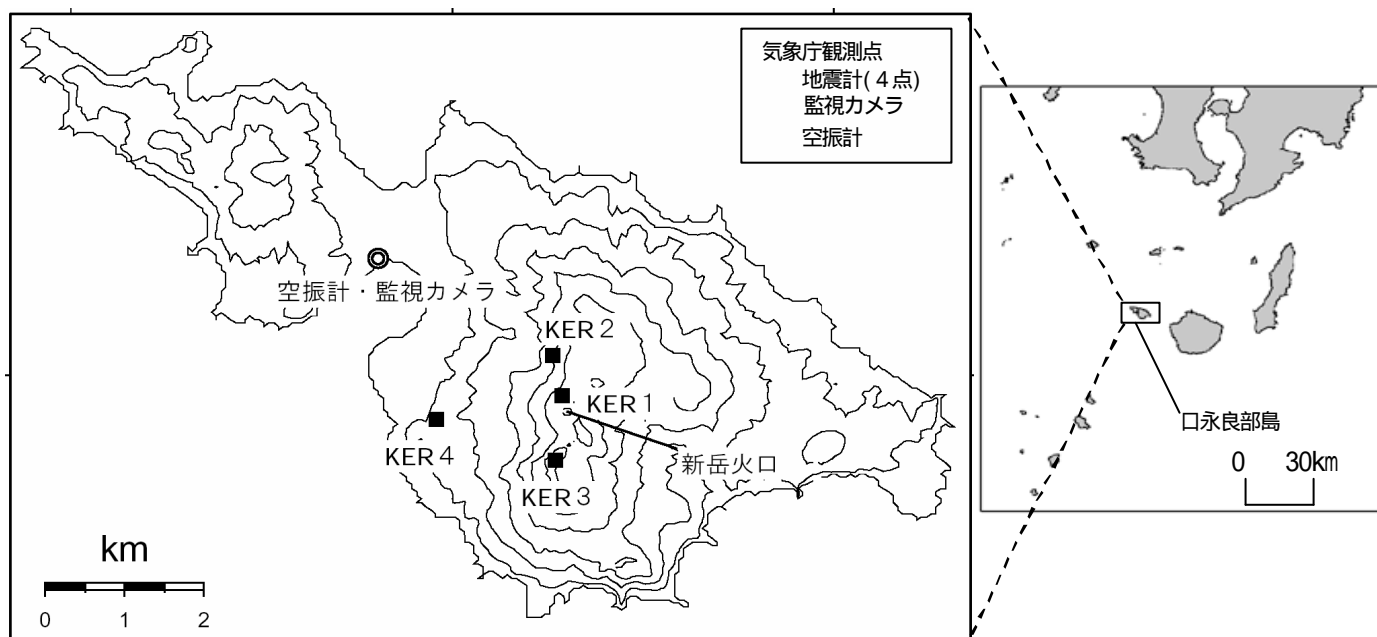 気象庁観測点
地震計(４点)
監視カメラ
空振計
空振計・監視カメラ
KER２
KER１
KER４
新岳火口
KER３
km
0 1 2
口永良部島
0 30km